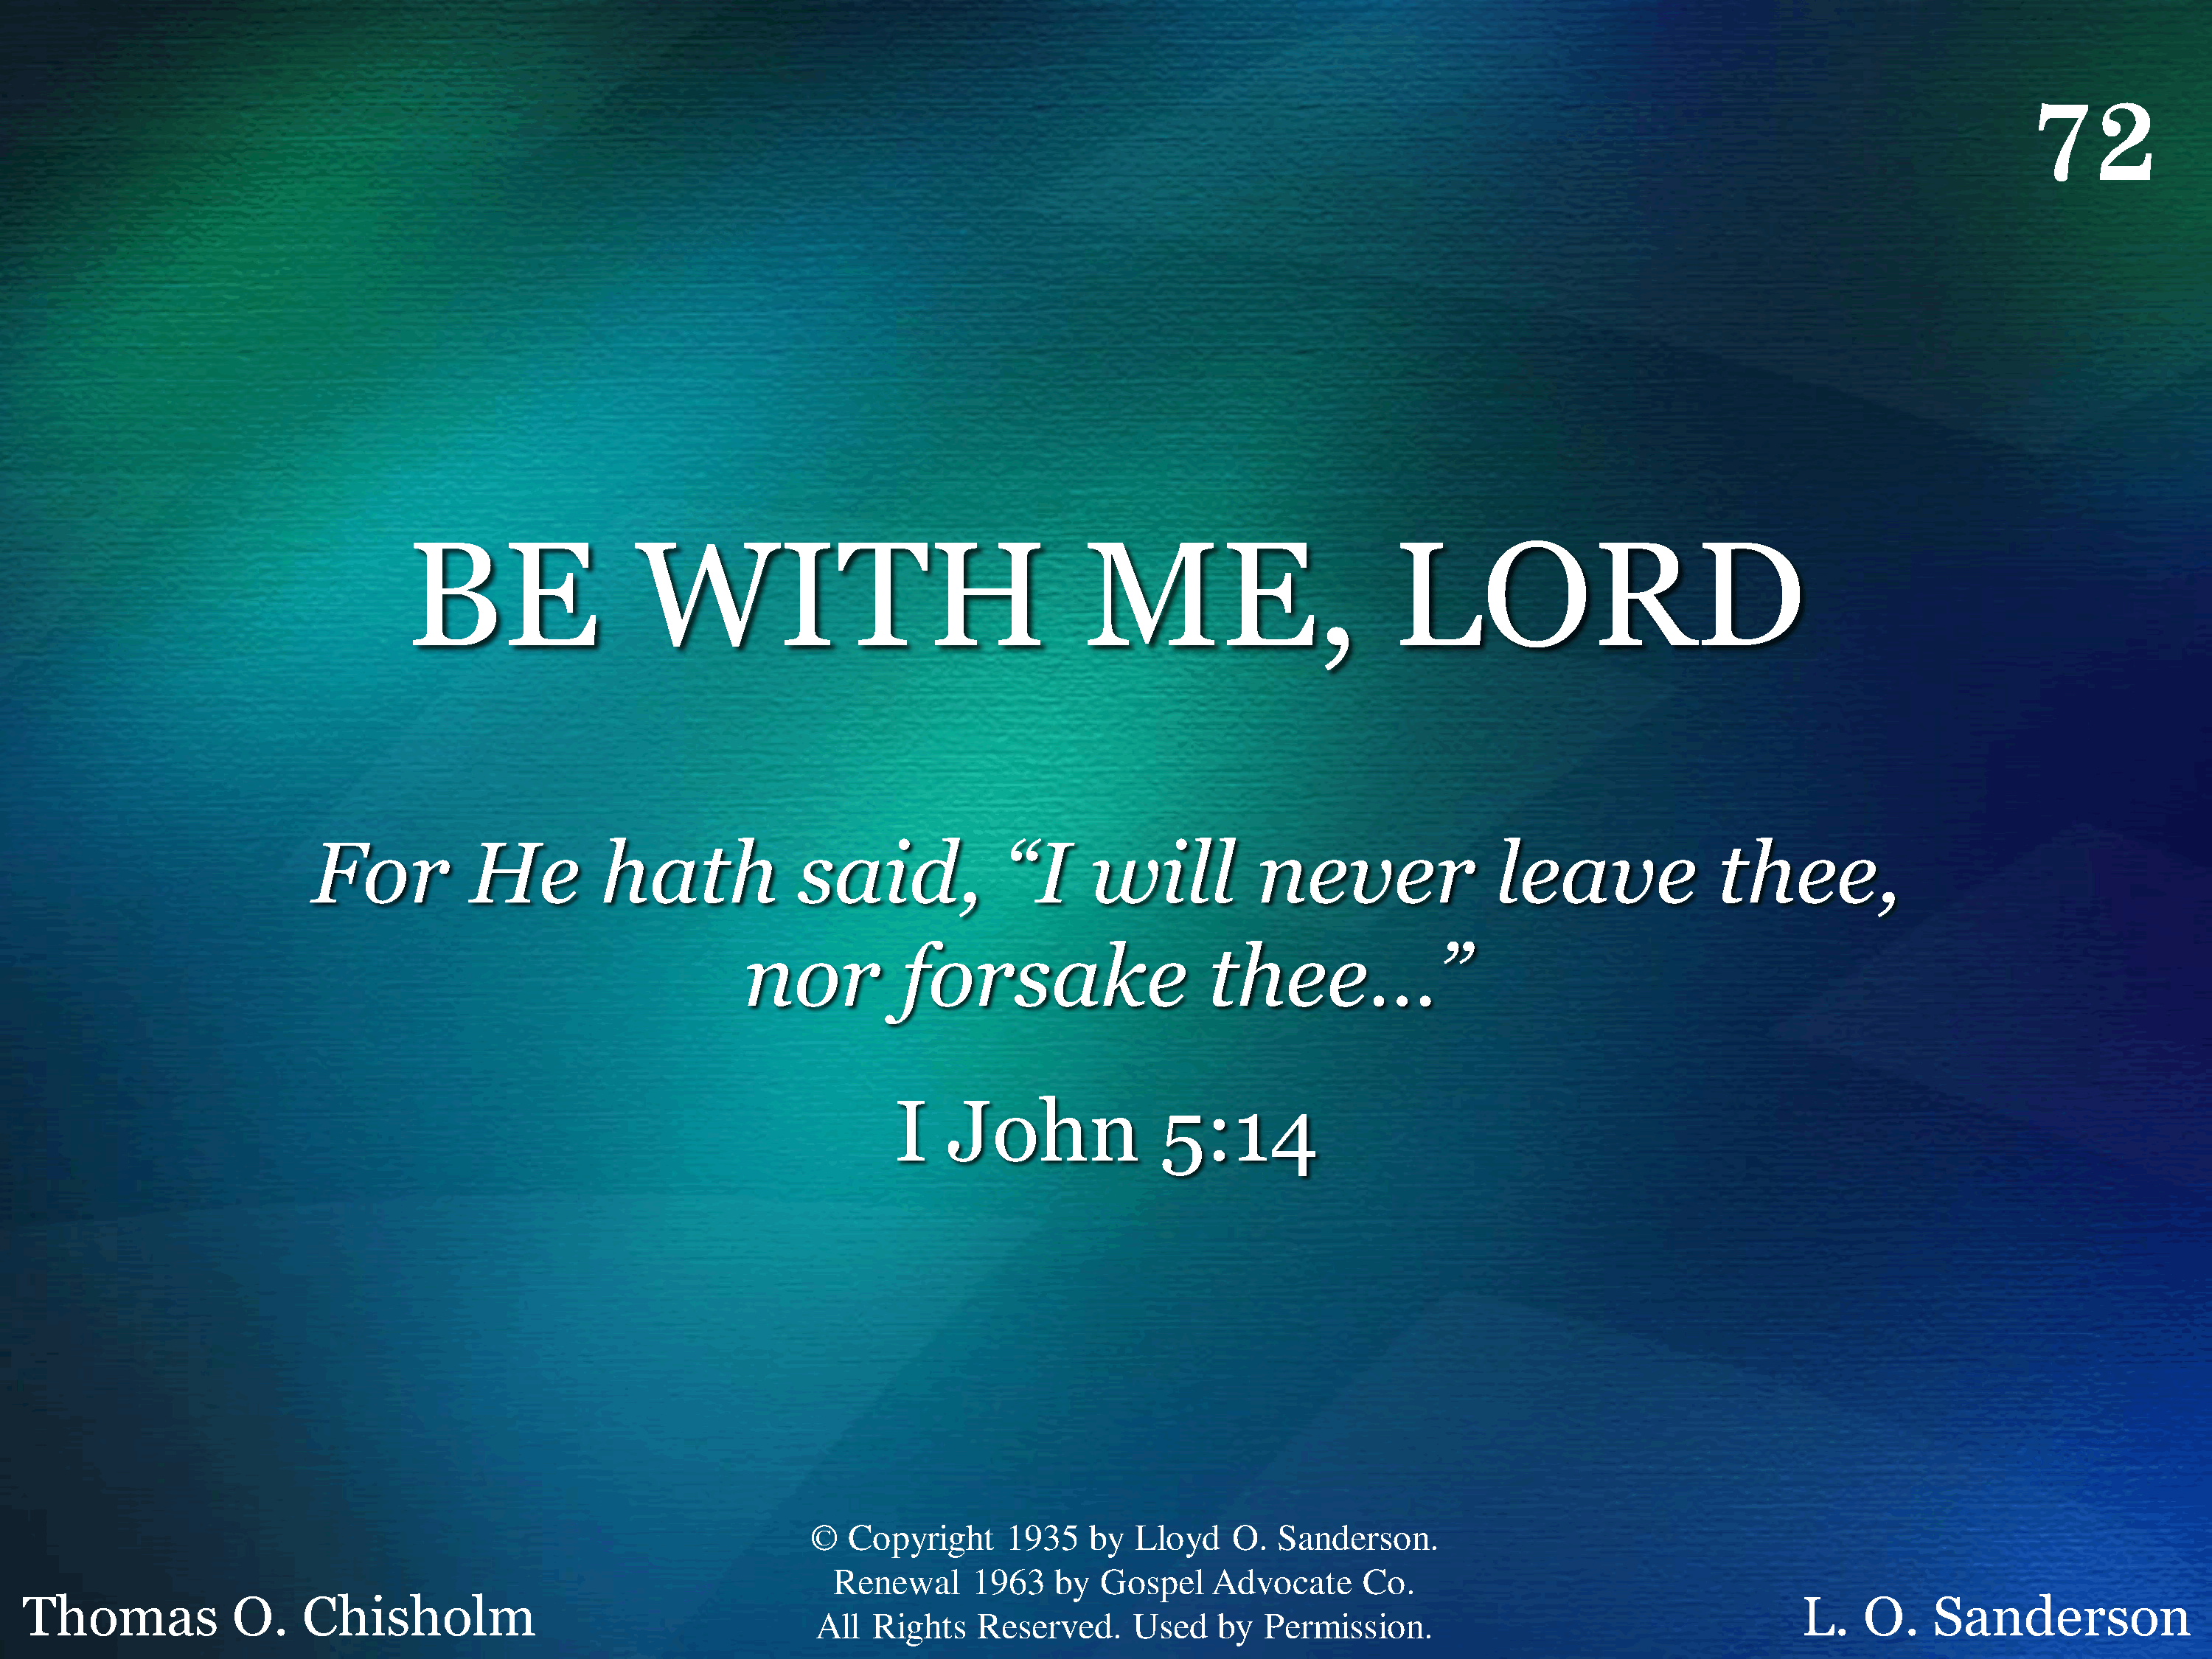 72
BE WITH ME, LORD
For He hath said, “I will never leave thee,
nor forsake thee…”
I John 5:14
© Copyright 1935 by Lloyd O. Sanderson.
Renewal 1963 by Gospel Advocate Co.
All Rights Reserved. Used by Permission.
Thomas O. Chisholm
L. O. Sanderson